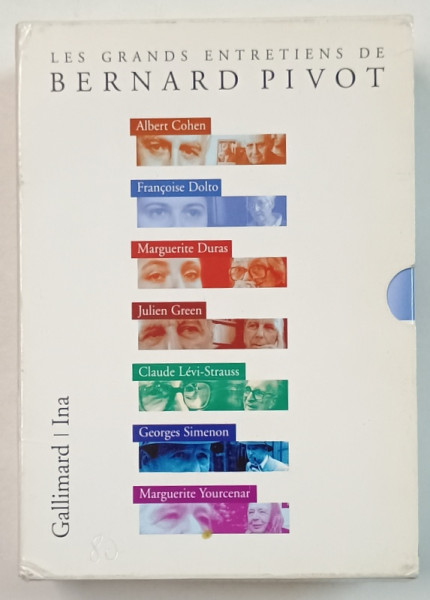 LES GRANDS ENTRETIENS DE
BERNARD PIVOT
Albert Cohen
Françoise Dolto
Marguerite Duras
Julien Green
Claude Lévi-Strauss
Georges Simenon
Marguerite Yourcenar
Gallimard | Ina